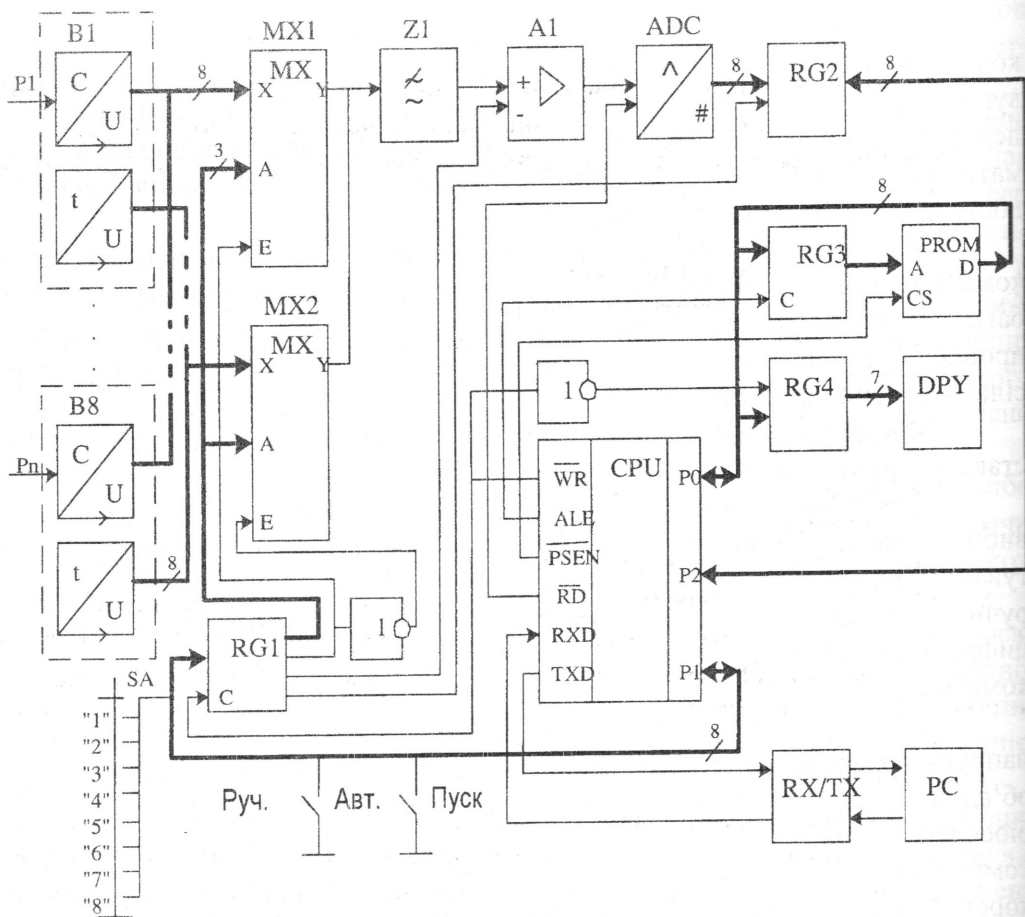 B1
MX1
Z1
A1
ADC
P1
C
U
8
X
MX
Y
≁
~
+
-
^
#
8
RG2
8
t
U
3
A
E
8
RG3
C
PROM
A
D
CS
MX2
MX
X
Y
A
E
1
RG4
7
DPY
B8
Pn
C
U
t
U
8
WR
ALE
PSEN
RD
RXD
TXD
CPU
P0
P2
P1
1
RG1
C
SA
"1"
"2"
"3"
"4"
"5"
"6"
"7"
"8"
8
Руч.
Авт.
Пуск
RX/TX
PC